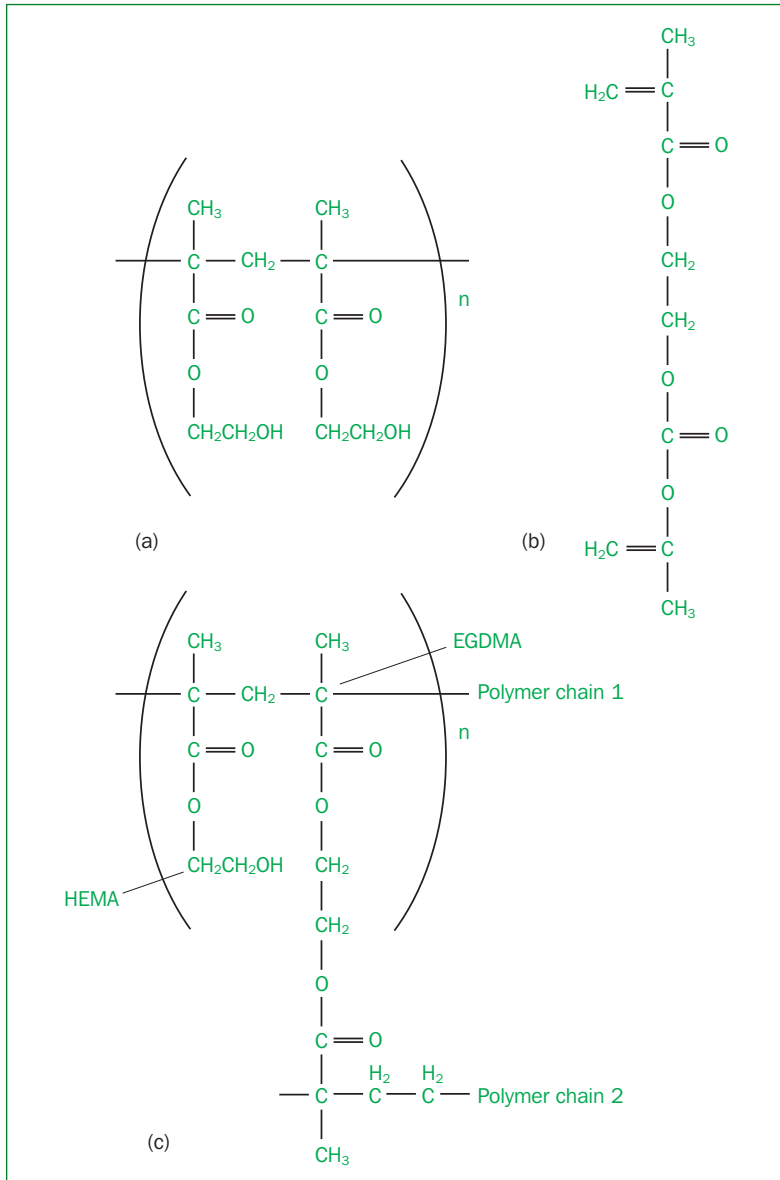 CH₃
H₂C C
C O
O
CH₂
CH₂
O
C O
O
H₂C C
CH₃
(b)
CH₃ CH₃
C CH₂ C
n
C O C O
O O
CH₂CH₂OH CH₂CH₂OH
(a)
CH₃ CH₃ EGDMA
C CH₂ C Polymer chain 1
n
C O C O
O O
CH₂CH₂OH CH₂
HEMA
CH₂
O
C O
H₂ H₂
C C C Polymer chain 2
CH₃
(c)